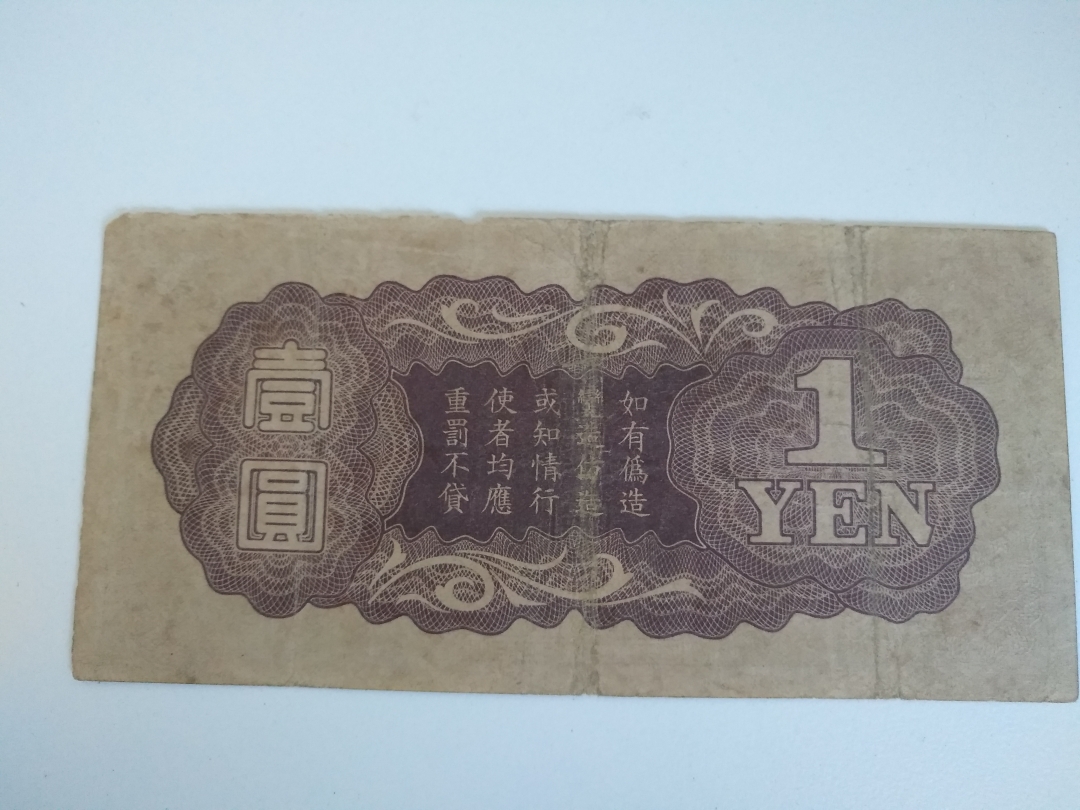 壹圓
如有僞造
變造仿造
或知情行
使者均應
重罰不貸
1
YEN